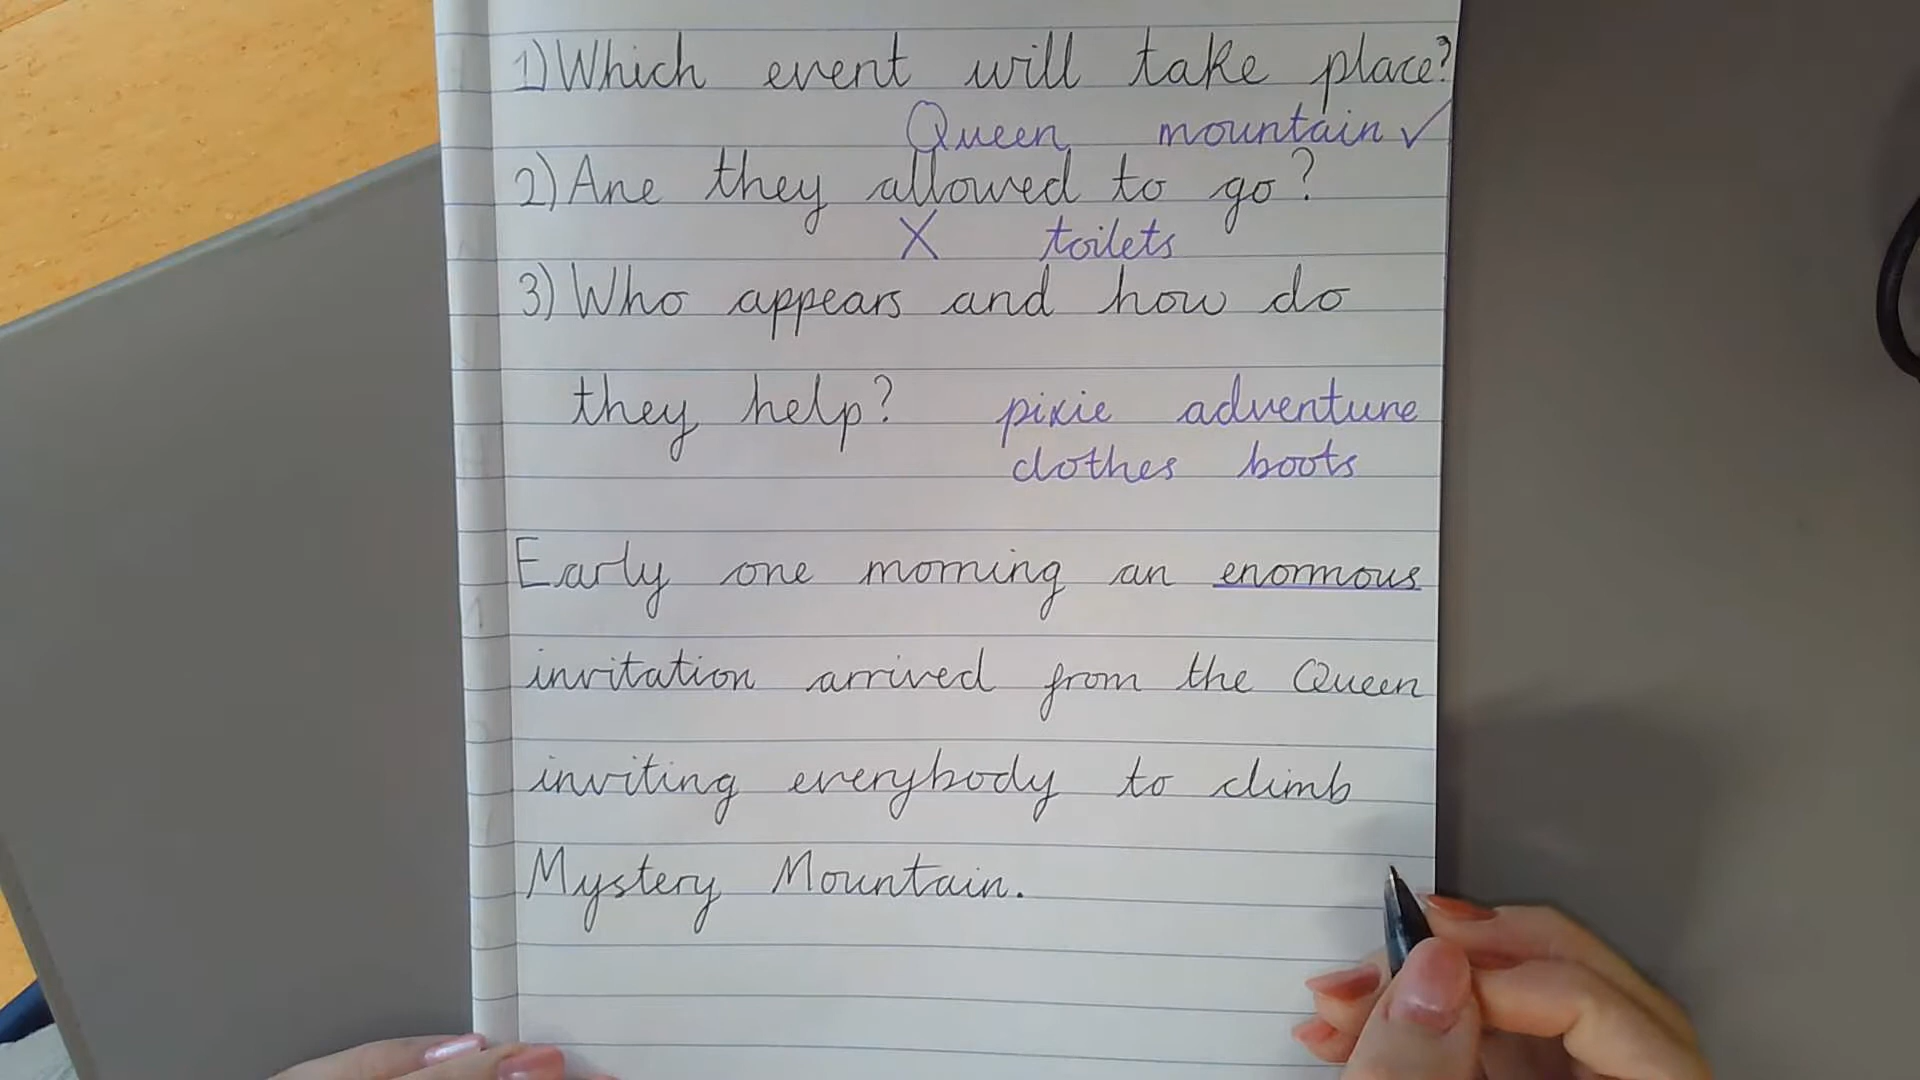 1) Which event will take place?
Queen mountain ✓
2) Are they allowed to go?
X toilets
3) Who appears and how do
they help? pixie adventure
clothes boots
Early one morning an enormous
invitation arrived from the Queen
inviting everybody to climb
Mystery Mountain.